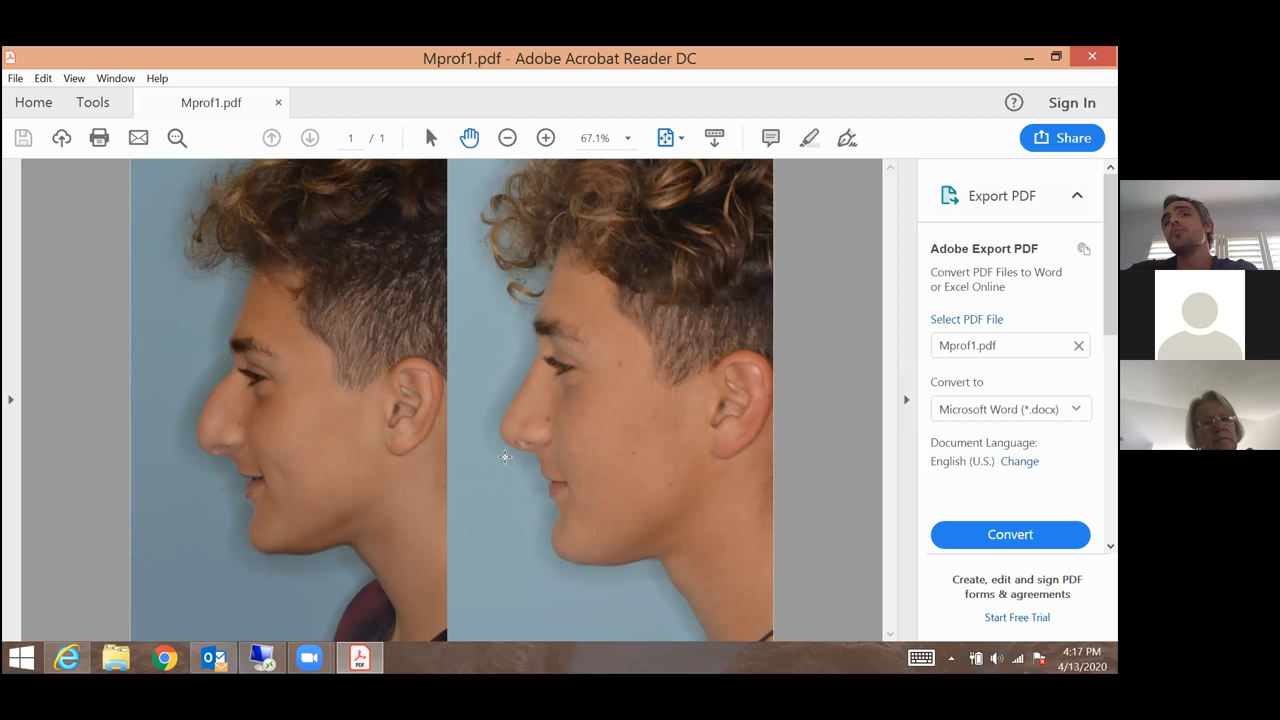 Mprof1.pdf - Adobe Acrobat Reader DC
File Edit View Window Help
Home Tools Mprof1.pdf × Sign In
1 / 1 67.1% Share
Export PDF
Adobe Export PDF
Convert PDF Files to Word
or Excel Online
Select PDF File
Mprof1.pdf
Convert to
Microsoft Word (*.docx)
Document Language:
English (U.S.) Change
Convert
Create, edit and sign PDF
forms & agreements
Start Free Trial
PDF
4:17 PM
4/13/2020